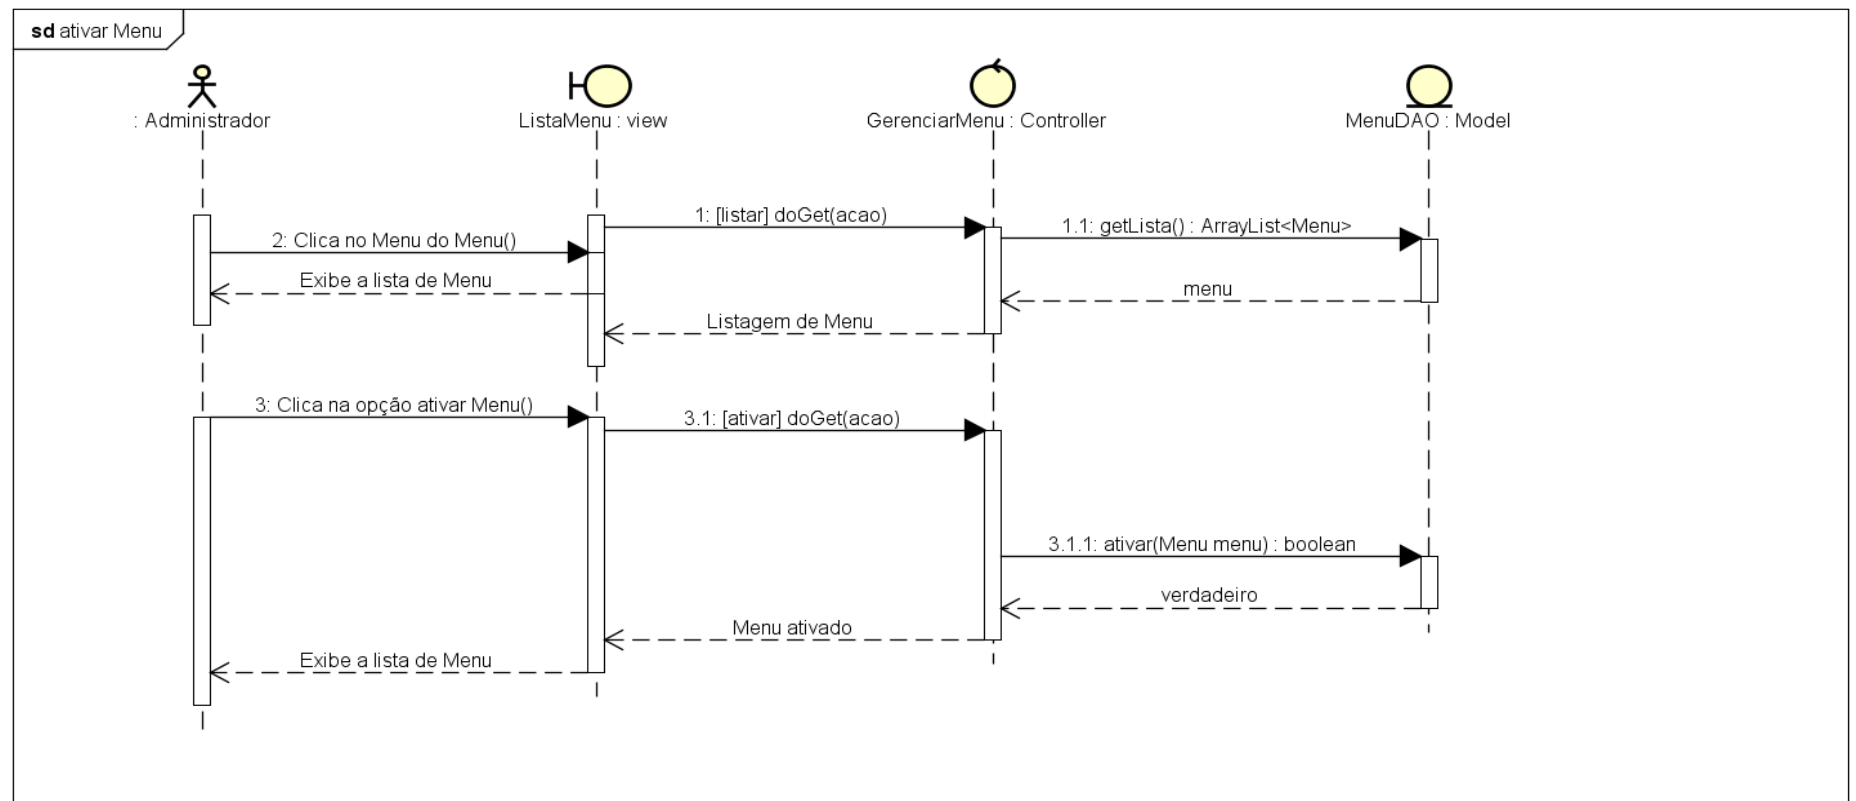 sd ativar Menu
: Administrador
ListaMenu : view
GerenciarMenu : Controller
MenuDAO : Model
1: [listar] doGet(acao)
1.1: getLista() : ArrayList<Menu>
2: Clica no Menu do Menu()
Exibe a lista de Menu
menu
Listagem de Menu
3: Clica na opção ativar Menu()
3.1: [ativar] doGet(acao)
3.1.1: ativar(Menu menu) : boolean
verdadeiro
Menu ativado
Exibe a lista de Menu